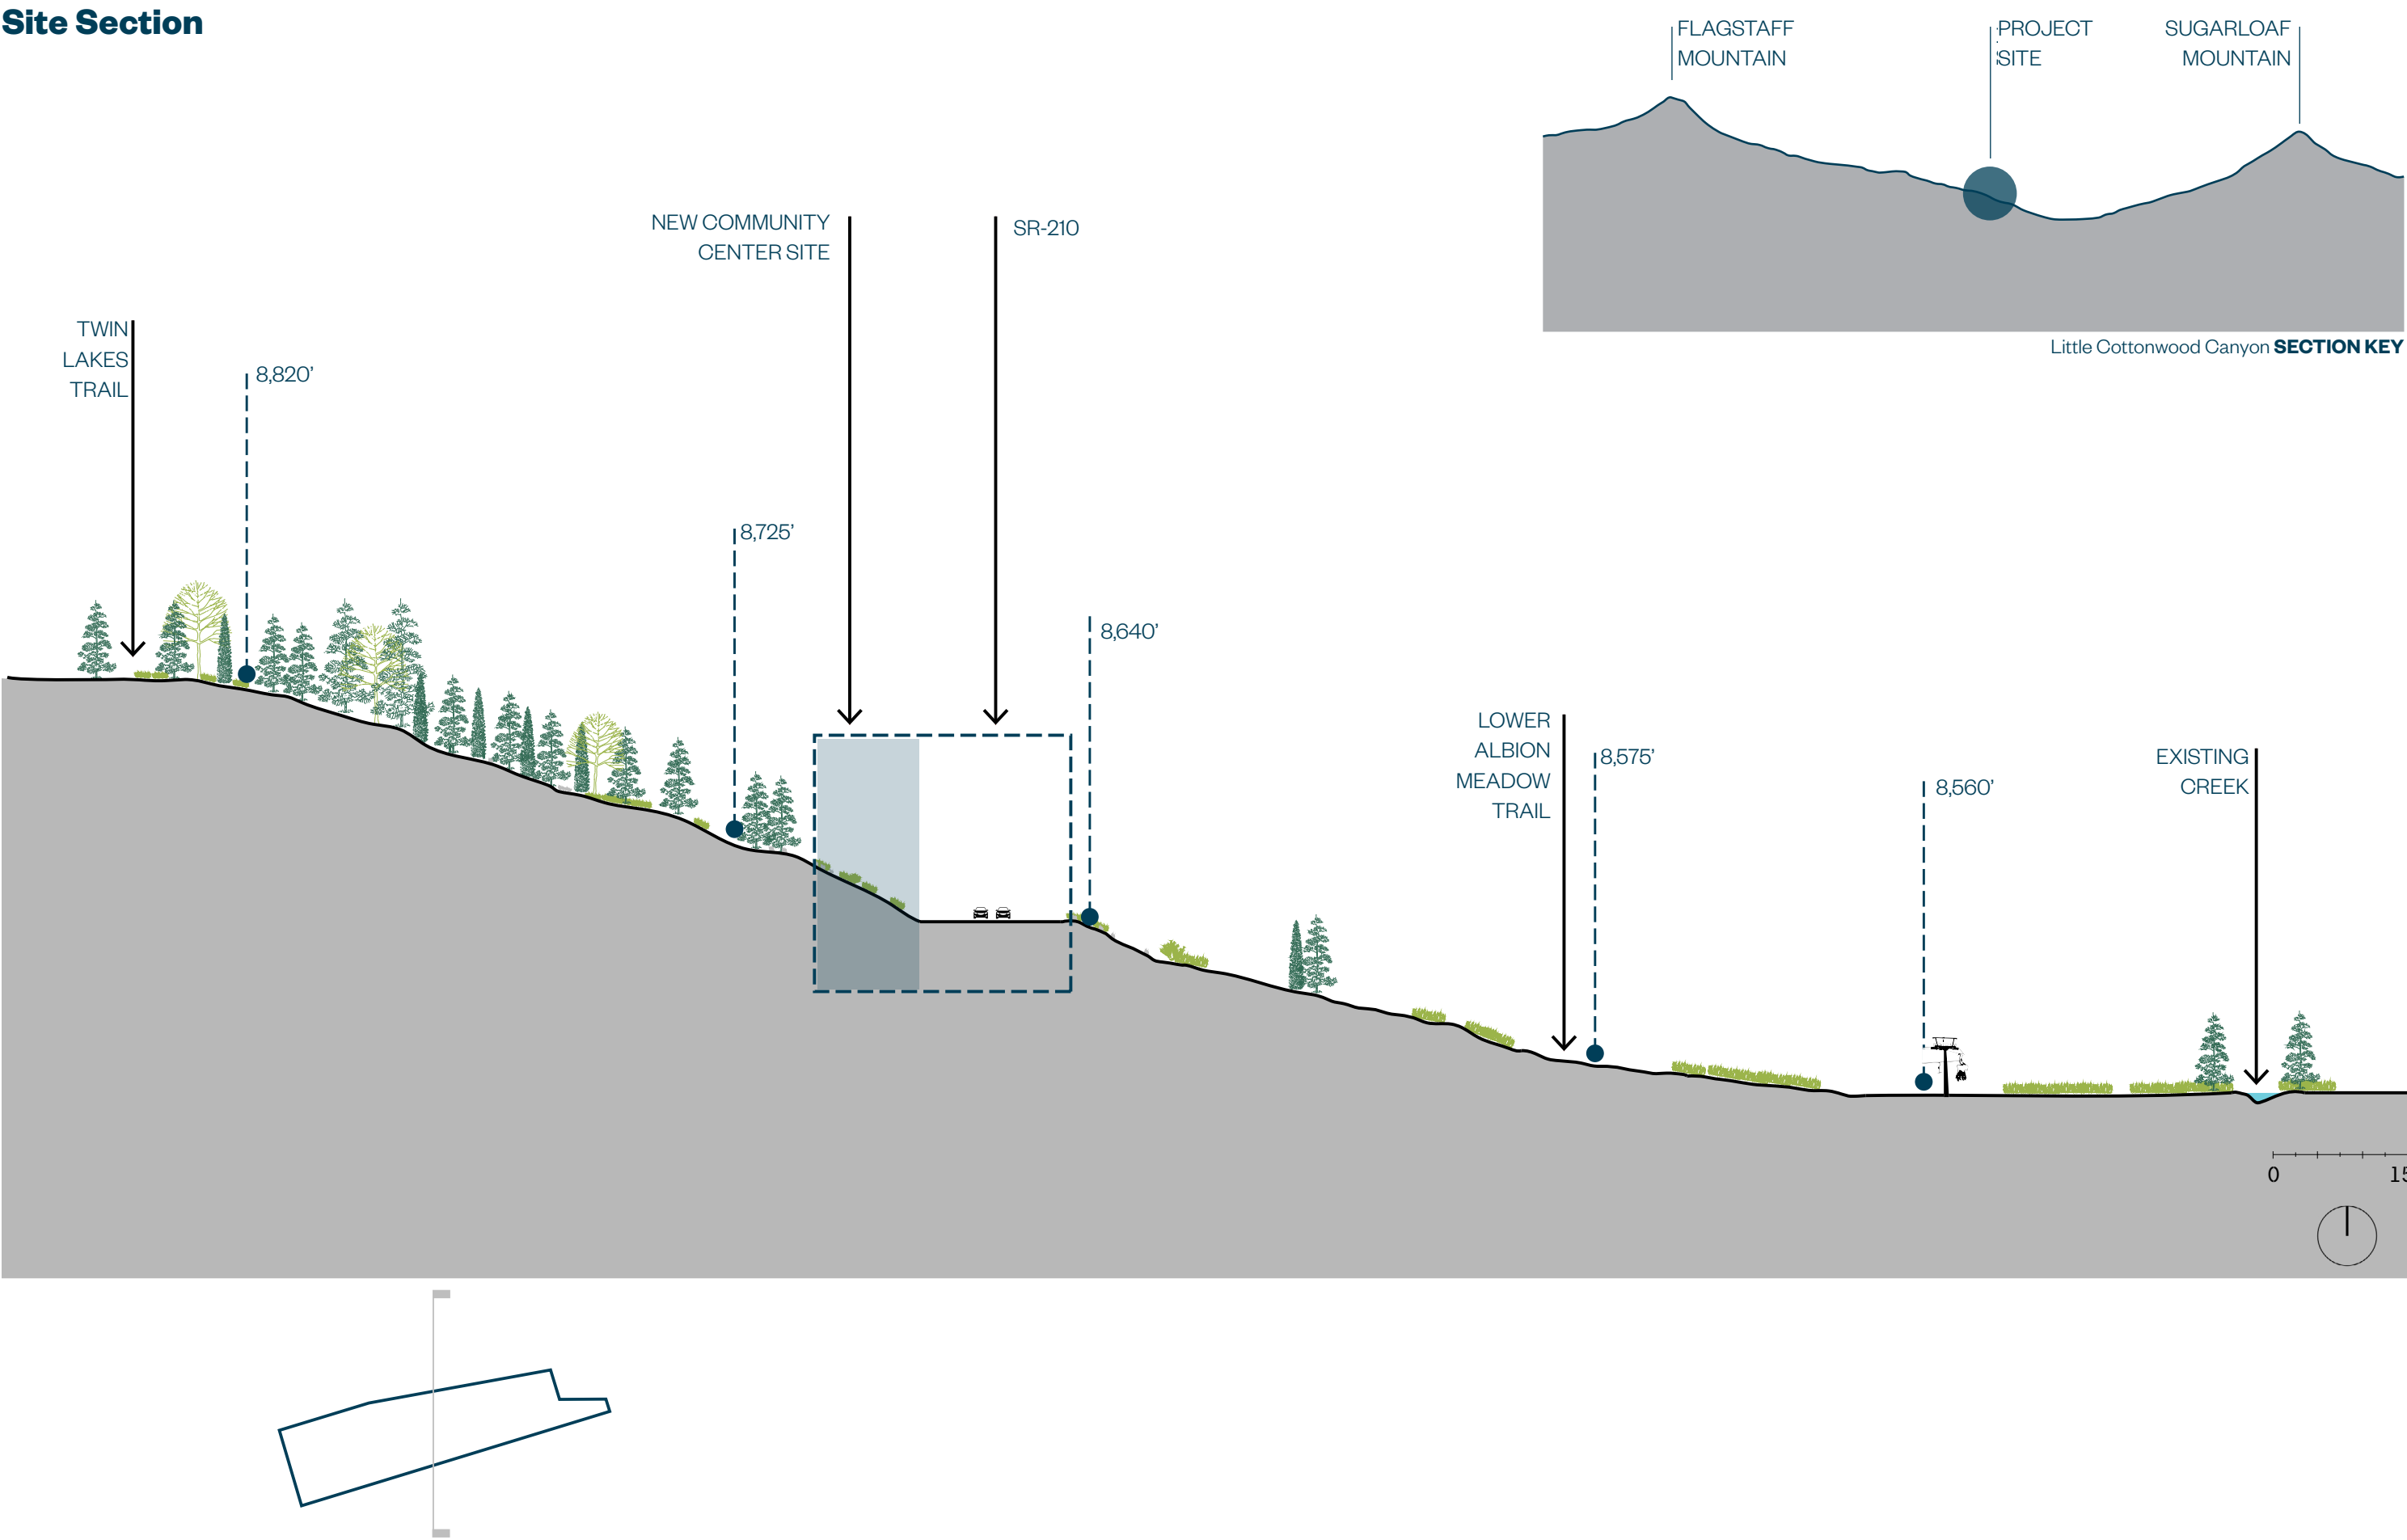 Site Section
FLAGSTAFF
MOUNTAIN
PROJECT
SITE
SUGARLOAF
MOUNTAIN
Little Cottonwood Canyon SECTION KEY
NEW COMMUNITY
CENTER SITE
SR-210
TWIN
LAKES
TRAIL
8,820’
8,725’
8,640’
LOWER
ALBION
MEADOW
TRAIL
8,575’
8,560’
EXISTING
CREEK
0